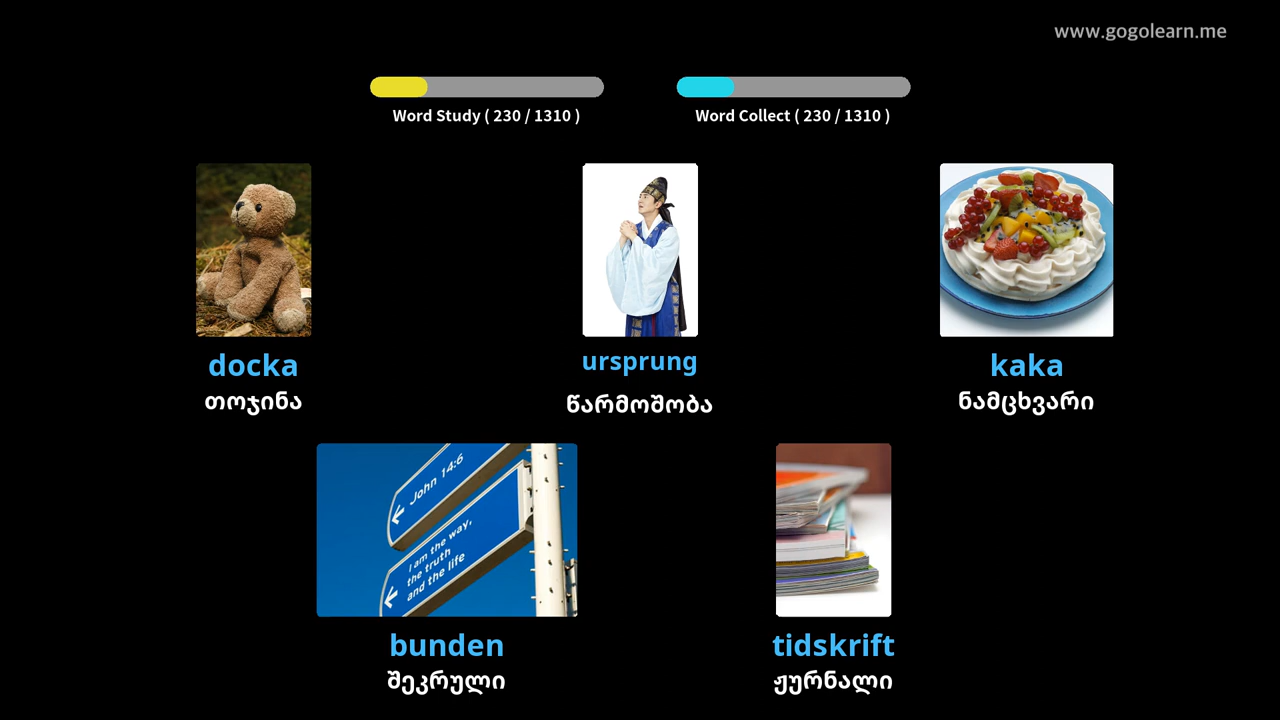 www.gogolearn.me
Word Study ( 230 / 1310 )
Word Collect ( 230 / 1310 )
docka
თოჯინა
ursprung
წარმოშობა
kaka
ნამცხვარი
John 14:6
I am the way,
the truth
and the life
bunden
შეკრული
tidskrift
ჟურნალი